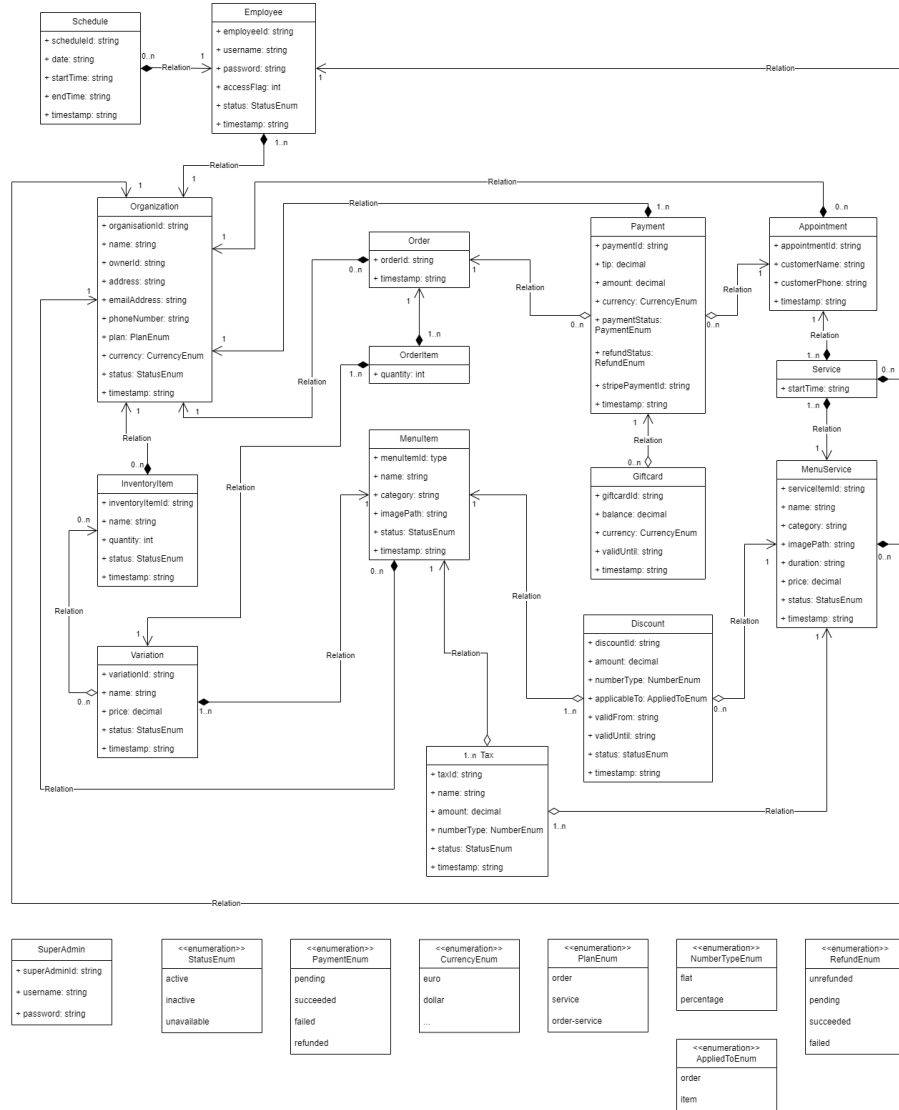 Schedule
+ scheduleId: string
+ date: string
+ startTime: string
+ endTime: string
+ timestamp: string
0..n
Relation
1
Employee
+ employeeId: string
+ username: string
+ password: string
+ accessFlag: int
+ status: StatusEnum
+ timestamp: string
1
Relation
1..n
Relation
1
1
Organization
+ organisationId: string
+ name: string
+ ownerId: string
+ address: string
+ emailAddress: string
+ phoneNumber: string
+ plan: PlanEnum
+ currency: CurrencyEnum
+ status: StatusEnum
+ timestamp: string
1
Relation
0..n
1
Relation
1..n
1
1
1
Order
+ orderId: string
+ timestamp: string
0..n
1
Relation
0..n
Relation
1
1..n
OrderItem
+ quantity: int
1..n
Relation
1
Payment
+ paymentId: string
+ tip: decimal
+ amount: decimal
+ currency: CurrencyEnum
+ paymentStatus:
PaymentEnum
+ refundStatus:
RefundEnum
+ stripePaymentId: string
+ timestamp: string
0..n
Relation
1
Appointment
+ appointmentId: string
+ customerName: string
+ customerPhone: string
+ timestamp: string
1
Relation
1..n
Service
+ startTime: string
0..n
1..n
Relation
1
1
Relation
0..n
InventoryItem
+ inventoryItemId: string
+ name: string
+ quantity: int
+ status: StatusEnum
+ timestamp: string
0..n
Relation
0..n
MenuItem
+ menuItemId: type
+ name: string
+ category: string
+ imagePath: string
+ status: StatusEnum
+ timestamp: string
1
1
0..n
1
Relation
1
Relation
0..n
Giftcard
+ giftcardId: string
+ balance: decimal
+ currency: CurrencyEnum
+ validUntil: string
+ timestamp: string
MenuService
+ serviceItemId: string
+ name: string
+ category: string
+ imagePath: string
+ duration: string
+ price: decimal
+ status: StatusEnum
+ timestamp: string
1
0..n
1
Variation
+ variationId: string
+ name: string
+ price: decimal
+ status: StatusEnum
+ timestamp: string
1..n
Relation
Relation
Relation
1..n
Discount
+ discountId: string
+ amount: decimal
+ numberType: NumberEnum
+ applicableTo: AppliedToEnum
+ validFrom: string
+ validUntil: string
+ status: statusEnum
+ timestamp: string
0..n
Relation
1..n Tax
+ taxId: string
+ name: string
+ amount: decimal
+ numberType: NumberEnum
+ status: StatusEnum
+ timestamp: string
1..n
Relation
Relation
Relation
SuperAdmin
+ superAdminId: string
+ username: string
+ password: string
<<enumeration>>
StatusEnum
active
inactive
unavailable
<<enumeration>>
PaymentEnum
pending
succeeded
failed
refunded
<<enumeration>>
CurrencyEnum
euro
dollar
...
<<enumeration>>
PlanEnum
order
service
order-service
<<enumeration>>
NumberTypeEnum
flat
percentage
<<enumeration>>
RefundEnum
unrefunded
pending
succeeded
failed
<<enumeration>>
AppliedToEnum
order
item